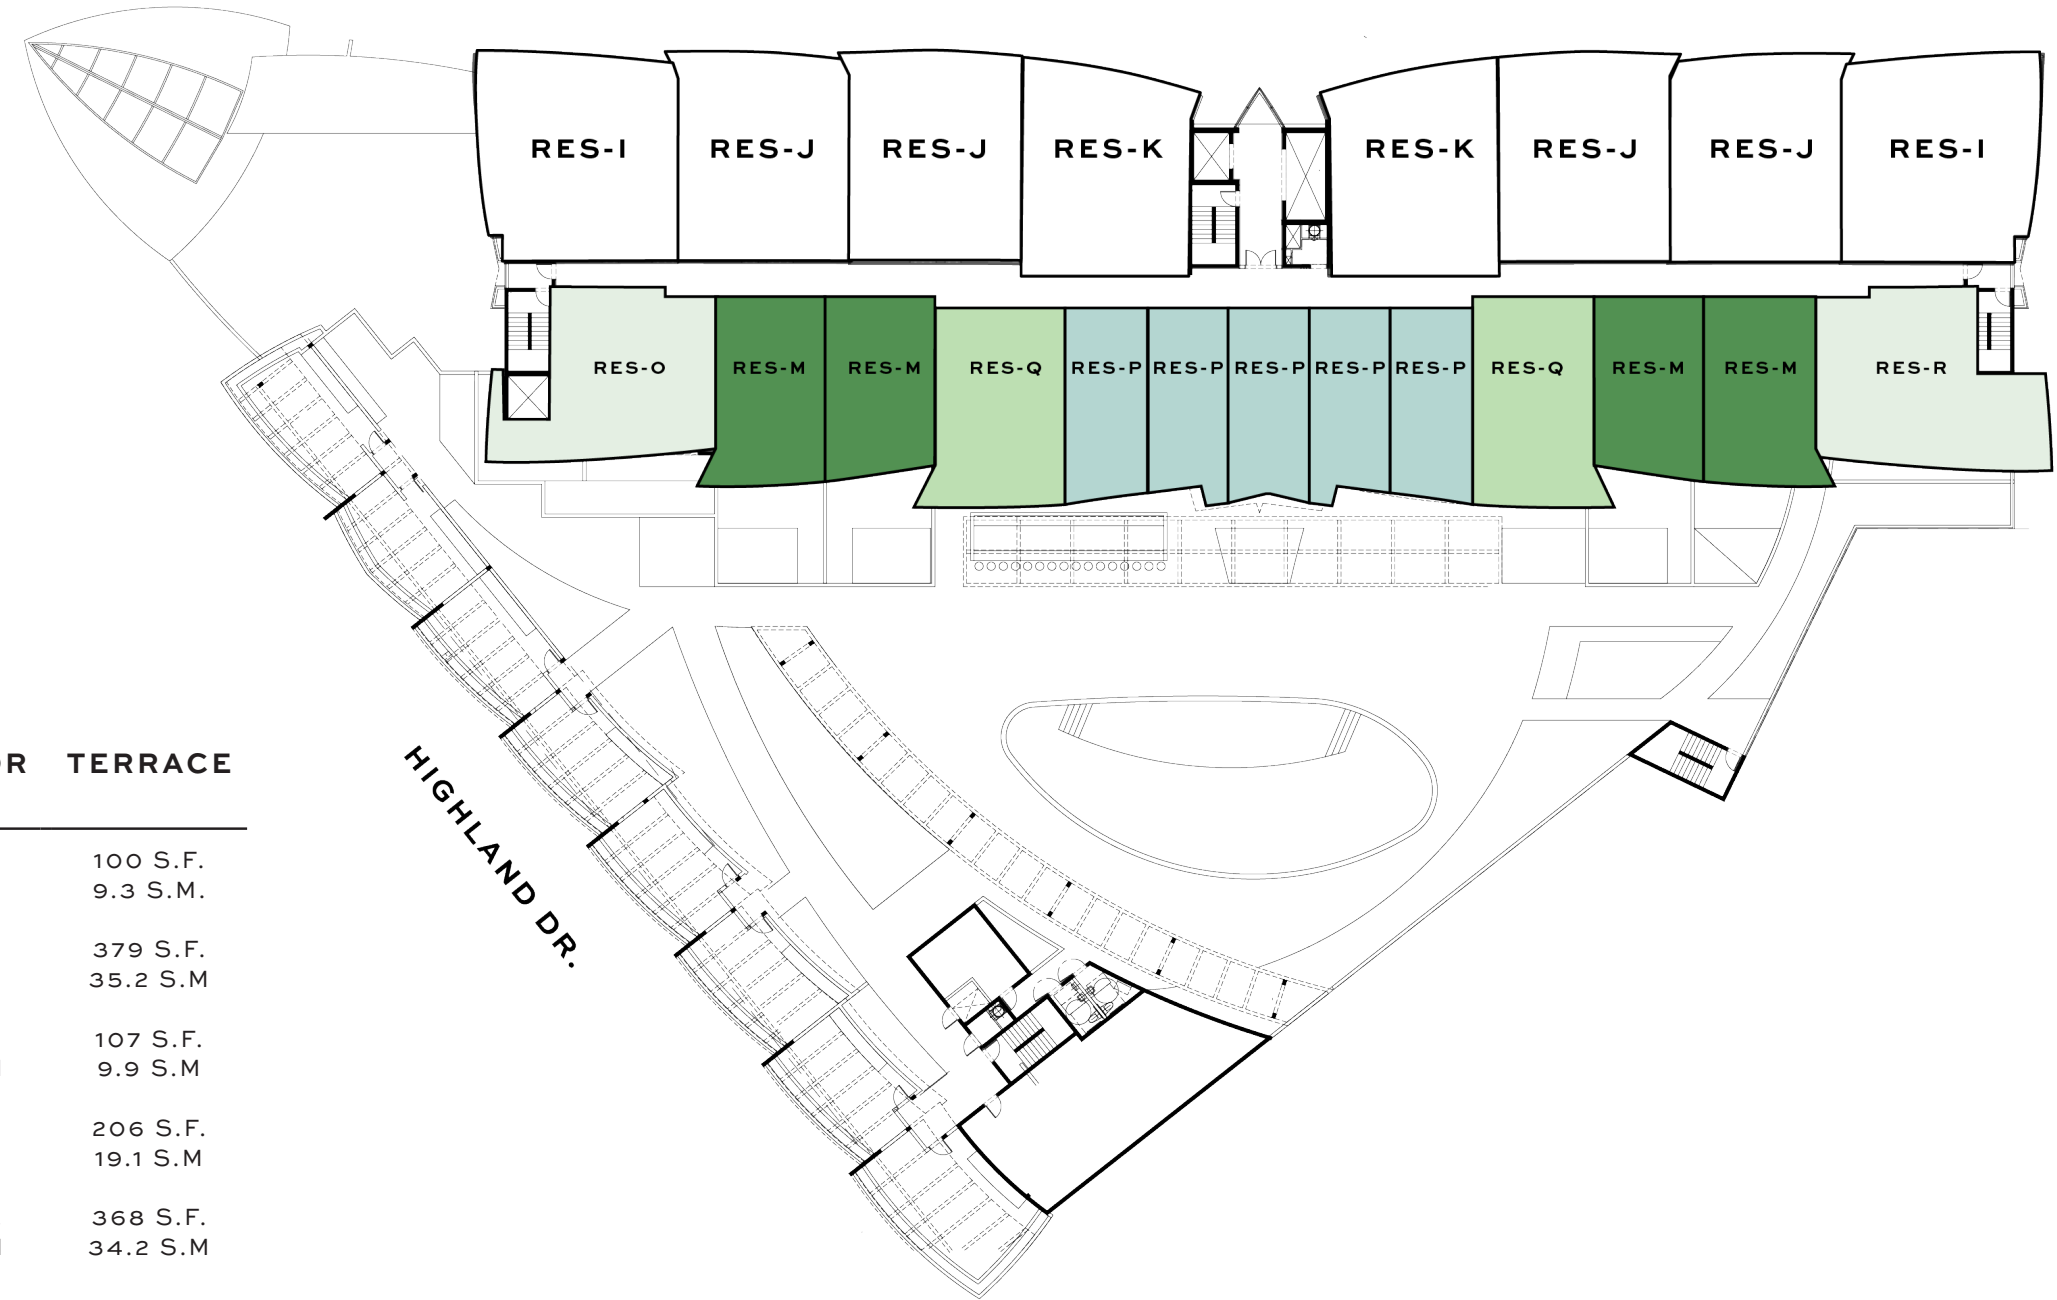 RES-I RES-J RES-J RES-K RES-K RES-J RES-J RES-I
RES-O RES-M RES-M RES-Q RES-P RES-P RES-P RES-P RES-P RES-Q RES-M RES-M RES-R
HIGHLAND DR.
TERRACE
100 S.F.
9.3 S.M.
379 S.F.
35.2 S.M
107 S.F.
9.9 S.M
206 S.F.
19.1 S.M
368 S.F.
34.2 S.M